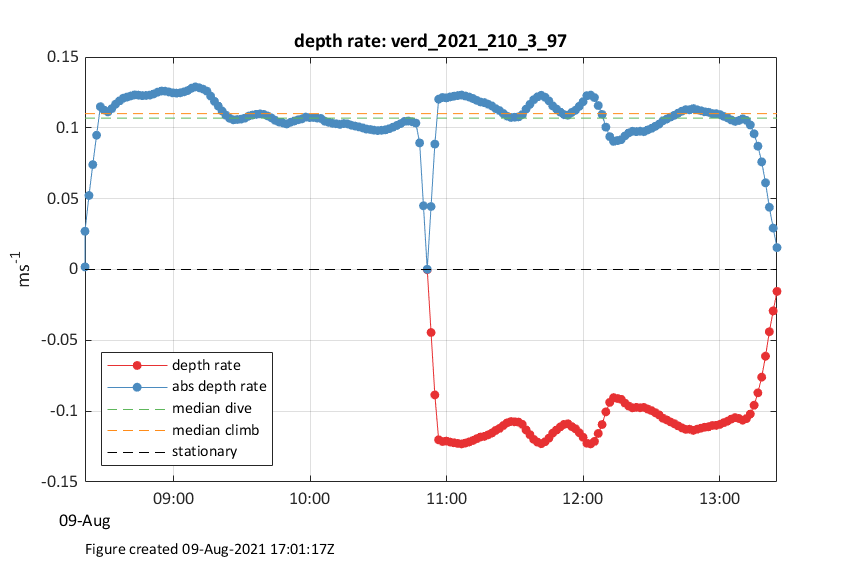 depth rate: verd_2021_210_3_97
0.15
0.1
0.05
0
-0.05
-0.1
-0.15
ms-1
depth rate
abs depth rate
median dive
median climb
stationary
09:00 10:00 11:00 12:00 13:00
09-Aug
Figure created 09-Aug-2021 17:01:17Z